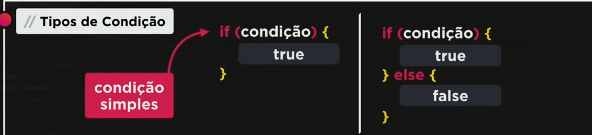 // Tipos de Condição
if (condição) {
true
}
condição
simples
if (condição) {
true
} else {
false
}